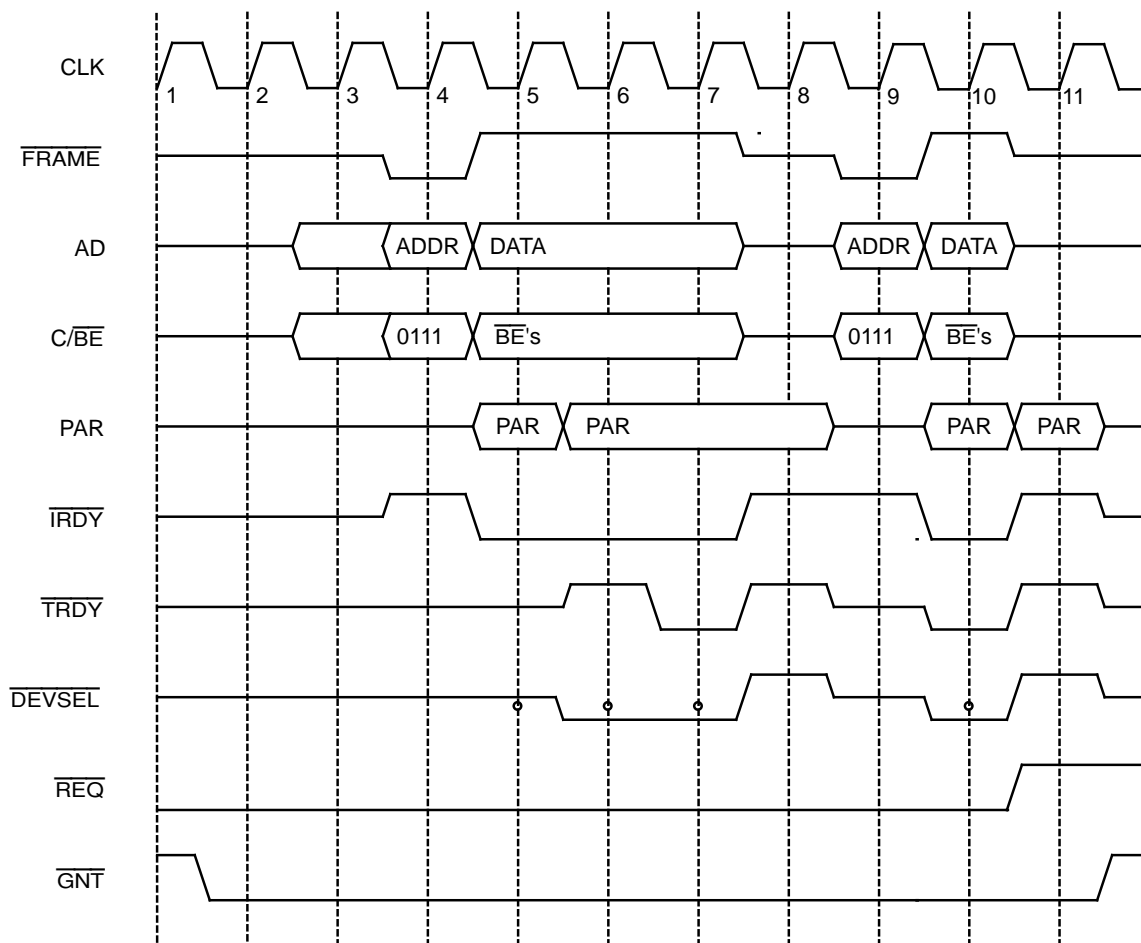 CLK
1 2 3 4 5 6 7 8 9 10 11
FRAME
AD ADDR DATA ADDR DATA
C/BE 0111 BE's 0111 BE's
PAR PAR PAR PAR PAR
IRDY
TRDY
DEVSEL
REQ
GNT